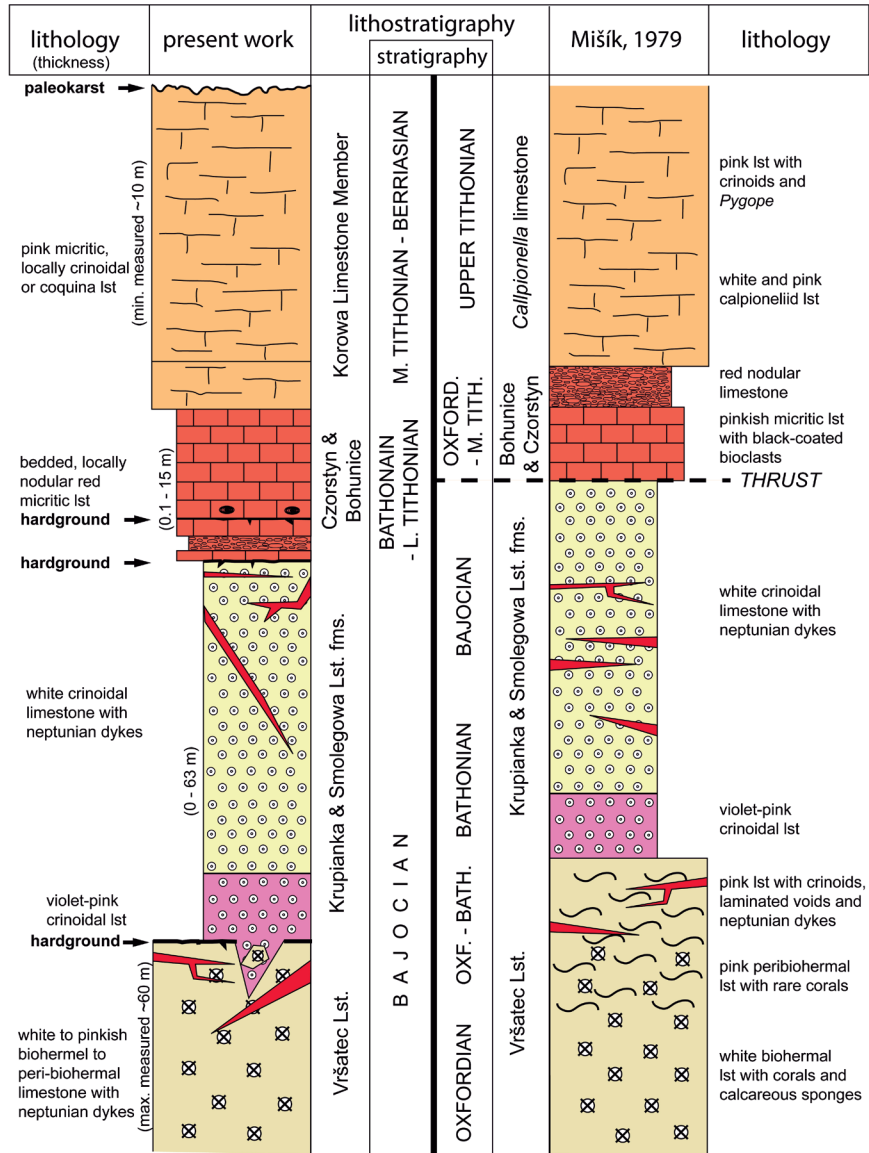 lithology
(thickness)
present work
lithostratigraphy
stratigraphy
Mišík, 1979
lithology
paleokarst
pink micritic,
locally crinoidal
or coquina lst
(min. measured ~10 m)
bedded, locally
nodular red
micritic lst
(0.1 - 15 m)
hardground
hardground
white crinoidal
limestone with
neptunian dykes
(0 - 63 m)
violet-pink
crinoidal lst
hardground
white to pinkish
biohermel to
peri-biohermal
limestone with
neptunian dykes
(max. measured ~60 m)
Korowa Limestone Member
Czorstyn &
Bohunice
Krupianka & Smolegowa Lst. fms.
Vršatec Lst.
M. TITHONIAN - BERRIASIAN
BATHONAIN
- L. TITHONIAN
BAJOCIAN
UPPER TITHONIAN
OXFORD.
- M. TITH.
BAJOCIAN
BATHONIAN
OXF. - BATH.
OXFORDIAN
Callpionella limestone
Bohunice
& Czorstyn
Krupianka & Smolegowa Lst. fms.
Vršatec Lst.
pink lst with
crinoids and
Pygope
white and pink
calpioneliid lst
red nodular
limestone
pinkish micritic lst
with black-coated
bioclasts
THRUST
white crinoidal
limestone with
neptunian dykes
violet-pink
crinoidal lst
pink lst with crinoids,
laminated voids and
neptunian dykes
pink peribiohermal
lst with rare corals
white biohermal
lst with corals and
calcareous sponges